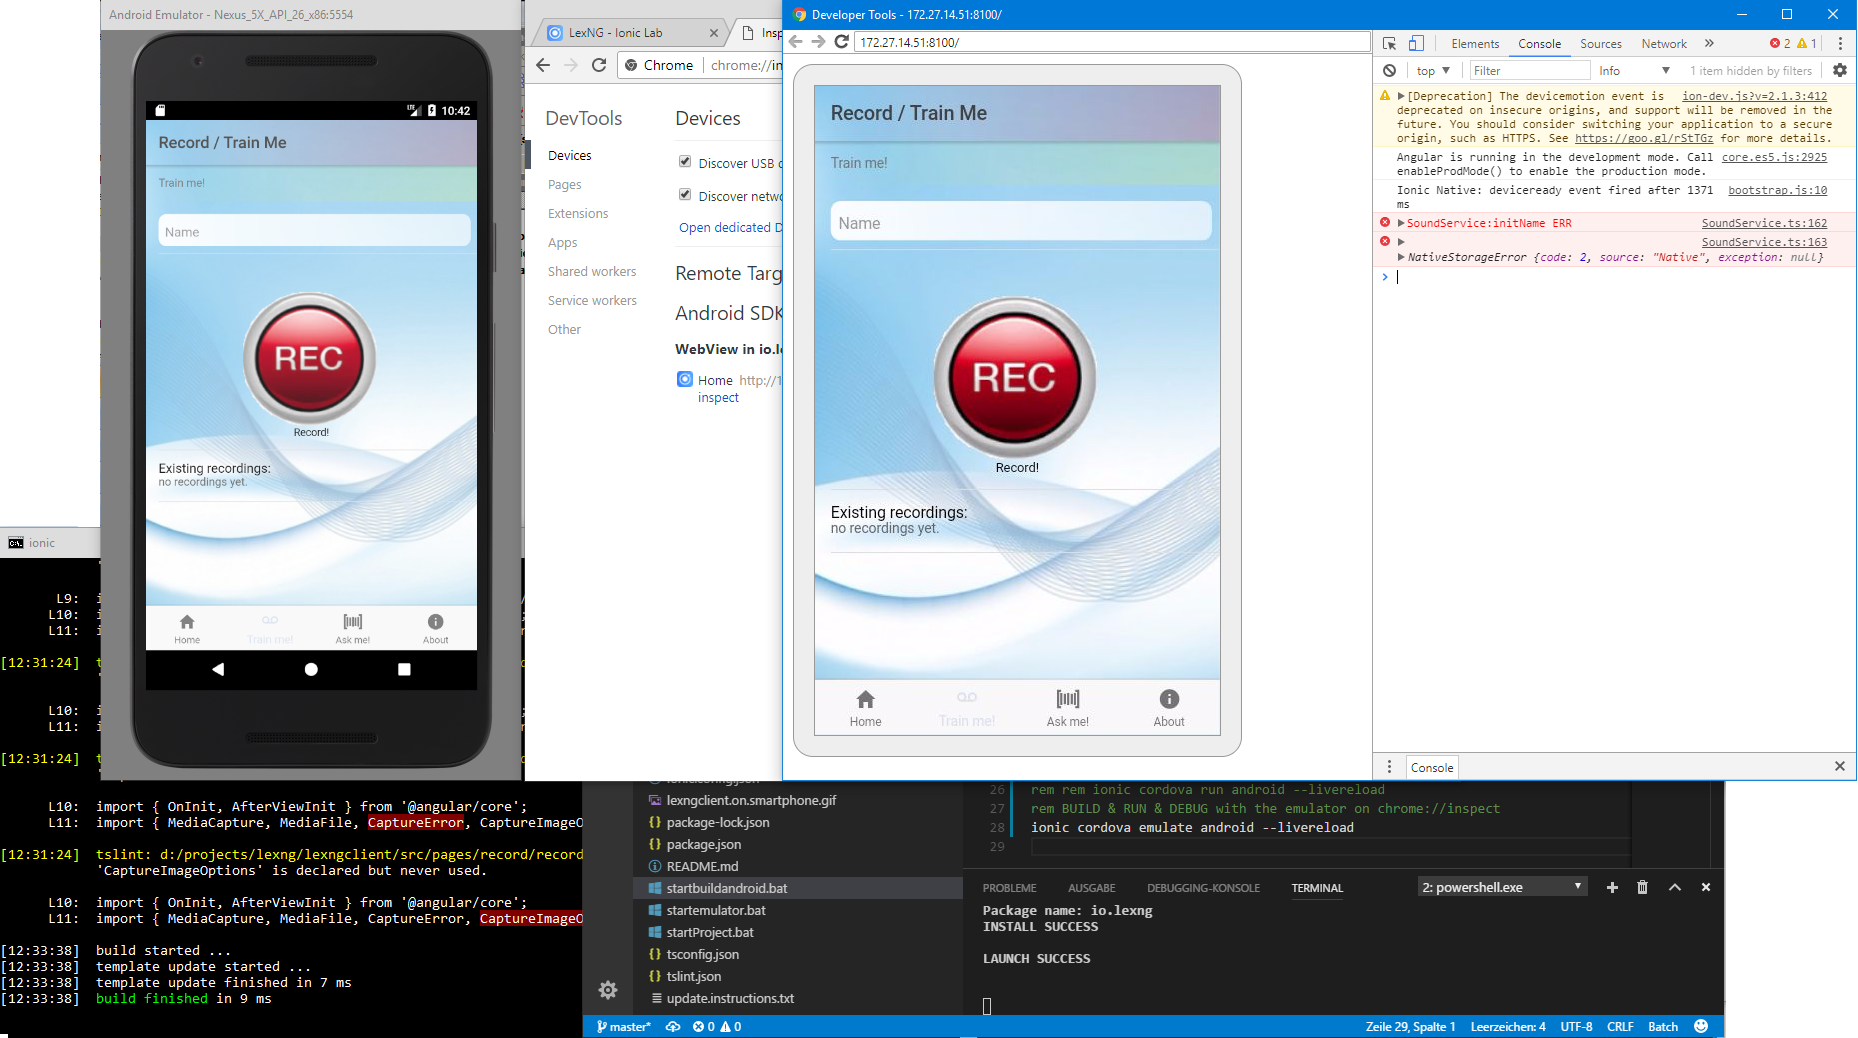 Android Emulator - Nexus_5X_API_26_x86:5554
10:42
Record / Train Me
Train me!
Name
REC
Record!
Existing recordings:
no recordings yet.
Home
Train me!
Ask me!
About
LexNG - Ionic Lab
Insp
Chrome
chrome://in
DevTools
Devices
Pages
Extensions
Apps
Shared workers
Service workers
Other
Devices
Discover USB
Discover netwo
Open dedicated D
Remote Targ
Android SDK
WebView in io.l
Home http://1
inspect
Developer Tools - 172.27.14.51:8100/
172.27.14.51:8100/
Record / Train Me
Train me!
Name
REC
Record!
Existing recordings:
no recordings yet.
Home
Train me!
Ask me!
About
Elements Console Sources Network » 2 1
top Filter Info 1 item hidden by filters
[Deprecation] The devicemotion event is ion-dev.js?v=2.1.3:412
deprecated on insecure origins, and support will be removed in the
future. You should consider switching your application to a secure
origin, such as HTTPS. See https://goo.gl/rStTGz for more details.
Angular is running in the development mode. Call core.es5.js:2925
enableProdMode() to enable the production mode.
Ionic Native: deviceready event fired after 1371 bootstrap.js:10
ms
SoundService:initName ERR SoundService.ts:162
SoundService.ts:163
NativeStorageError {code: 2, source: "Native", exception: null}
Console
ionic
L9: i
L10: i
L11: i
[12:31:24] t
L10: i
L11: i
[12:31:24] t
L10: import { OnInit, AfterViewInit } from '@angular/core';
L11: import { MediaCapture, MediaFile, CaptureError, CaptureImageO
[12:31:24] tslint: d:/projects/lexng/lexngclient/src/pages/record/record
'CaptureImageOptions' is declared but never used.
L10: import { OnInit, AfterViewInit } from '@angular/core';
L11: import { MediaCapture, MediaFile, CaptureError, CaptureImageO
[12:33:38] build started ...
[12:33:38] template update started ...
[12:33:38] template update finished in 7 ms
[12:33:38] build finished in 9 ms
lexngclient.on.smartphone.gif
package-lock.json
package.json
README.md
startbuildandroid.bat
startemulator.bat
startProject.bat
tsconfig.json
tslint.json
update.instructions.txt
26 rem rem ionic cordova run android --livereload
27 rem BUILD & RUN & DEBUG with the emulator on chrome://inspect
28 ionic cordova emulate android --livereload
29
PROBLEME AUSGABE DEBUGGING-KONSOLE TERMINAL 2: powershell.exe
Package name: io.lexng
INSTALL SUCCESS
LAUNCH SUCCESS
master* 0 0 Zeile 29, Spalte 1 Leerzeichen: 4 UTF-8 CRLF Batch